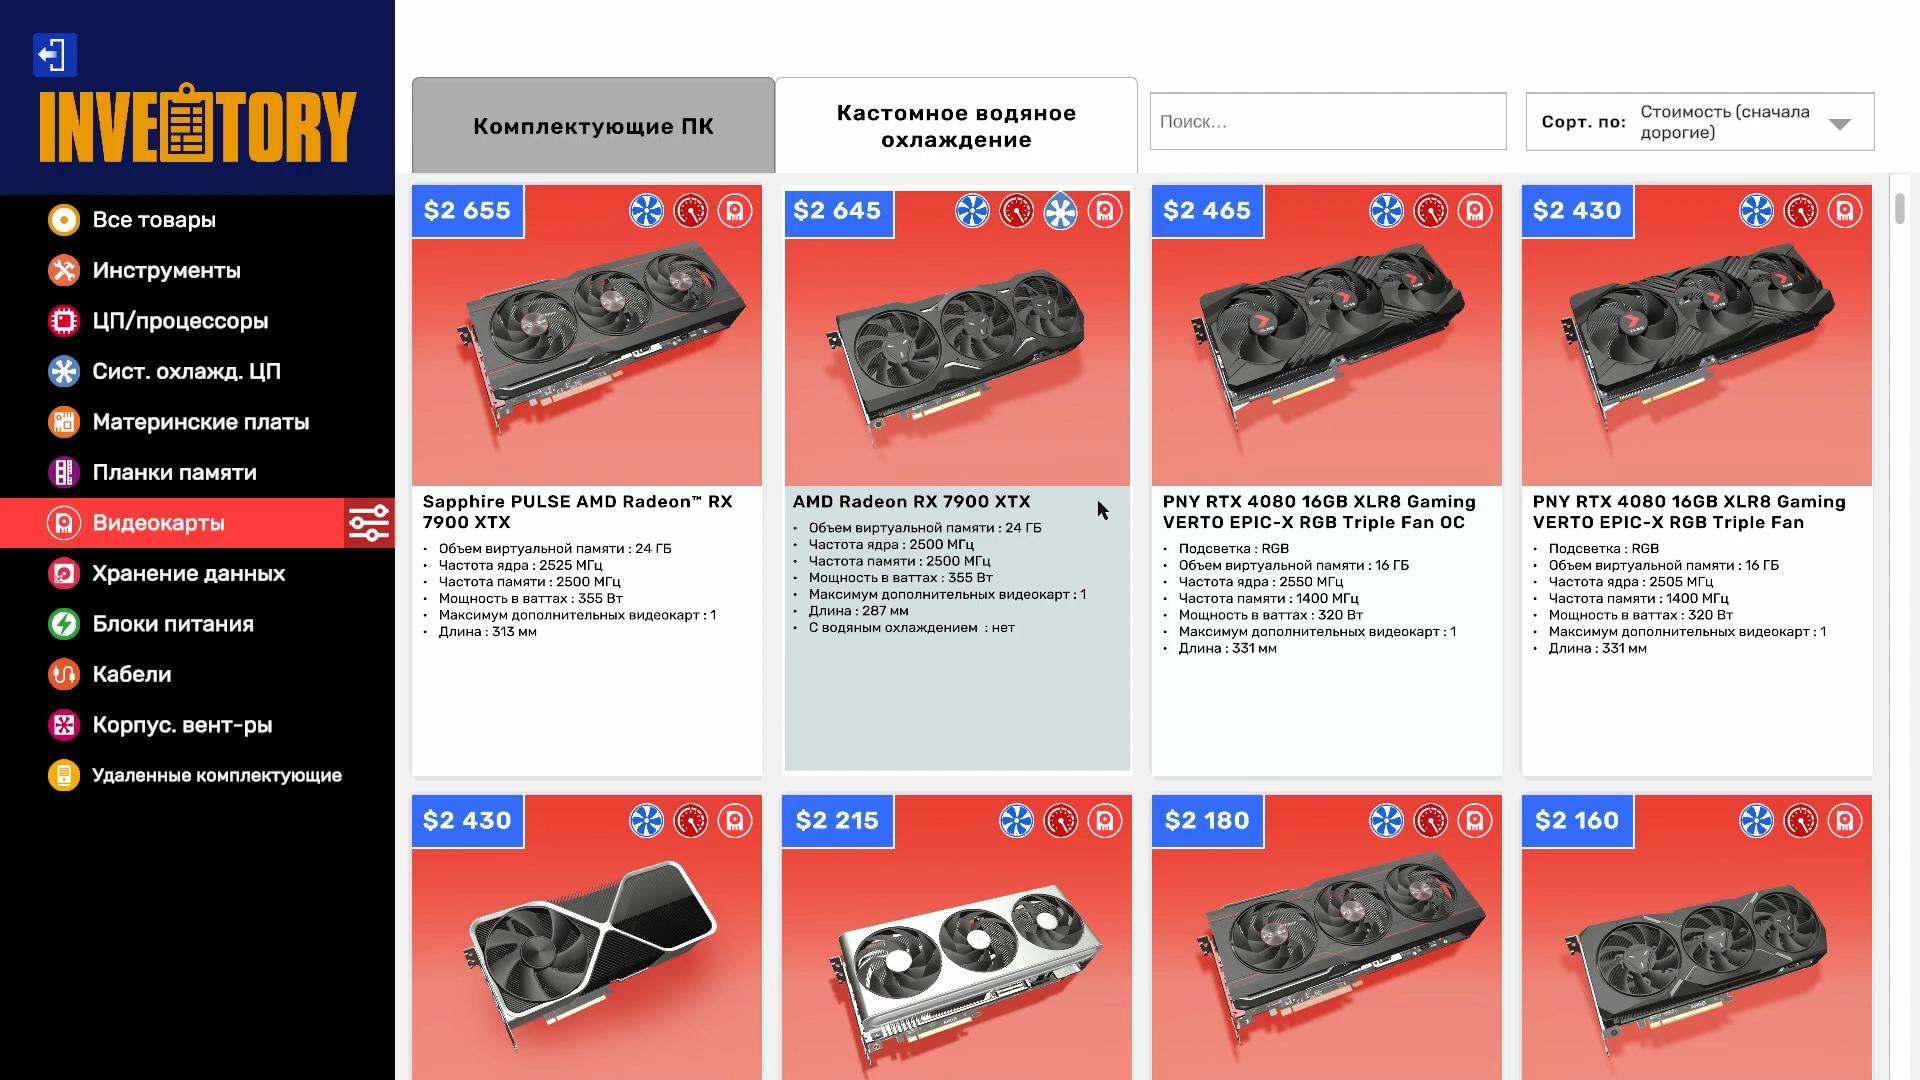 INVENTORY
Комплектующие ПК
Кастомное водяное
охлаждение
Поиск...
Сорт. по:
Стоимость (сначала
дорогие)
Все товары
Инструменты
ЦП/процессоры
Сист. охлажд. ЦП
Материнские платы
Планки памяти
Видеокарты
Хранение данных
Блоки питания
Кабели
Корпус. вент-ры
Удаленные комплектующие
$2 655
Sapphire PULSE AMD Radeon™ RX
7900 XTX
• Объем виртуальной памяти : 24 ГБ
• Частота ядра : 2525 МГц
• Частота памяти : 2500 МГц
• Мощность в ваттах : 355 Вт
• Максимум дополнительных видеокарт : 1
• Длина : 313 мм
$2 645
AMD Radeon RX 7900 XTX
• Объем виртуальной памяти : 24 ГБ
• Частота ядра : 2500 МГц
• Частота памяти : 2500 МГц
• Мощность в ваттах : 355 Вт
• Максимум дополнительных видеокарт : 1
• Длина : 287 мм
• С водяным охлаждением : нет
$2 465
PNY RTX 4080 16GB XLR8 Gaming
VERTO EPIC-X RGB Triple Fan OC
• Подсветка : RGB
• Объем виртуальной памяти : 16 ГБ
• Частота ядра : 2550 МГц
• Частота памяти : 1400 МГц
• Мощность в ваттах : 320 Вт
• Максимум дополнительных видеокарт : 1
• Длина : 331 мм
$2 430
PNY RTX 4080 16GB XLR8 Gaming
VERTO EPIC-X RGB Triple Fan
• Подсветка : RGB
• Объем виртуальной памяти : 16 ГБ
• Частота ядра : 2505 МГц
• Частота памяти : 1400 МГц
• Мощность в ваттах : 320 Вт
• Максимум дополнительных видеокарт : 1
• Длина : 331 мм
$2 430
$2 215
$2 180
$2 160